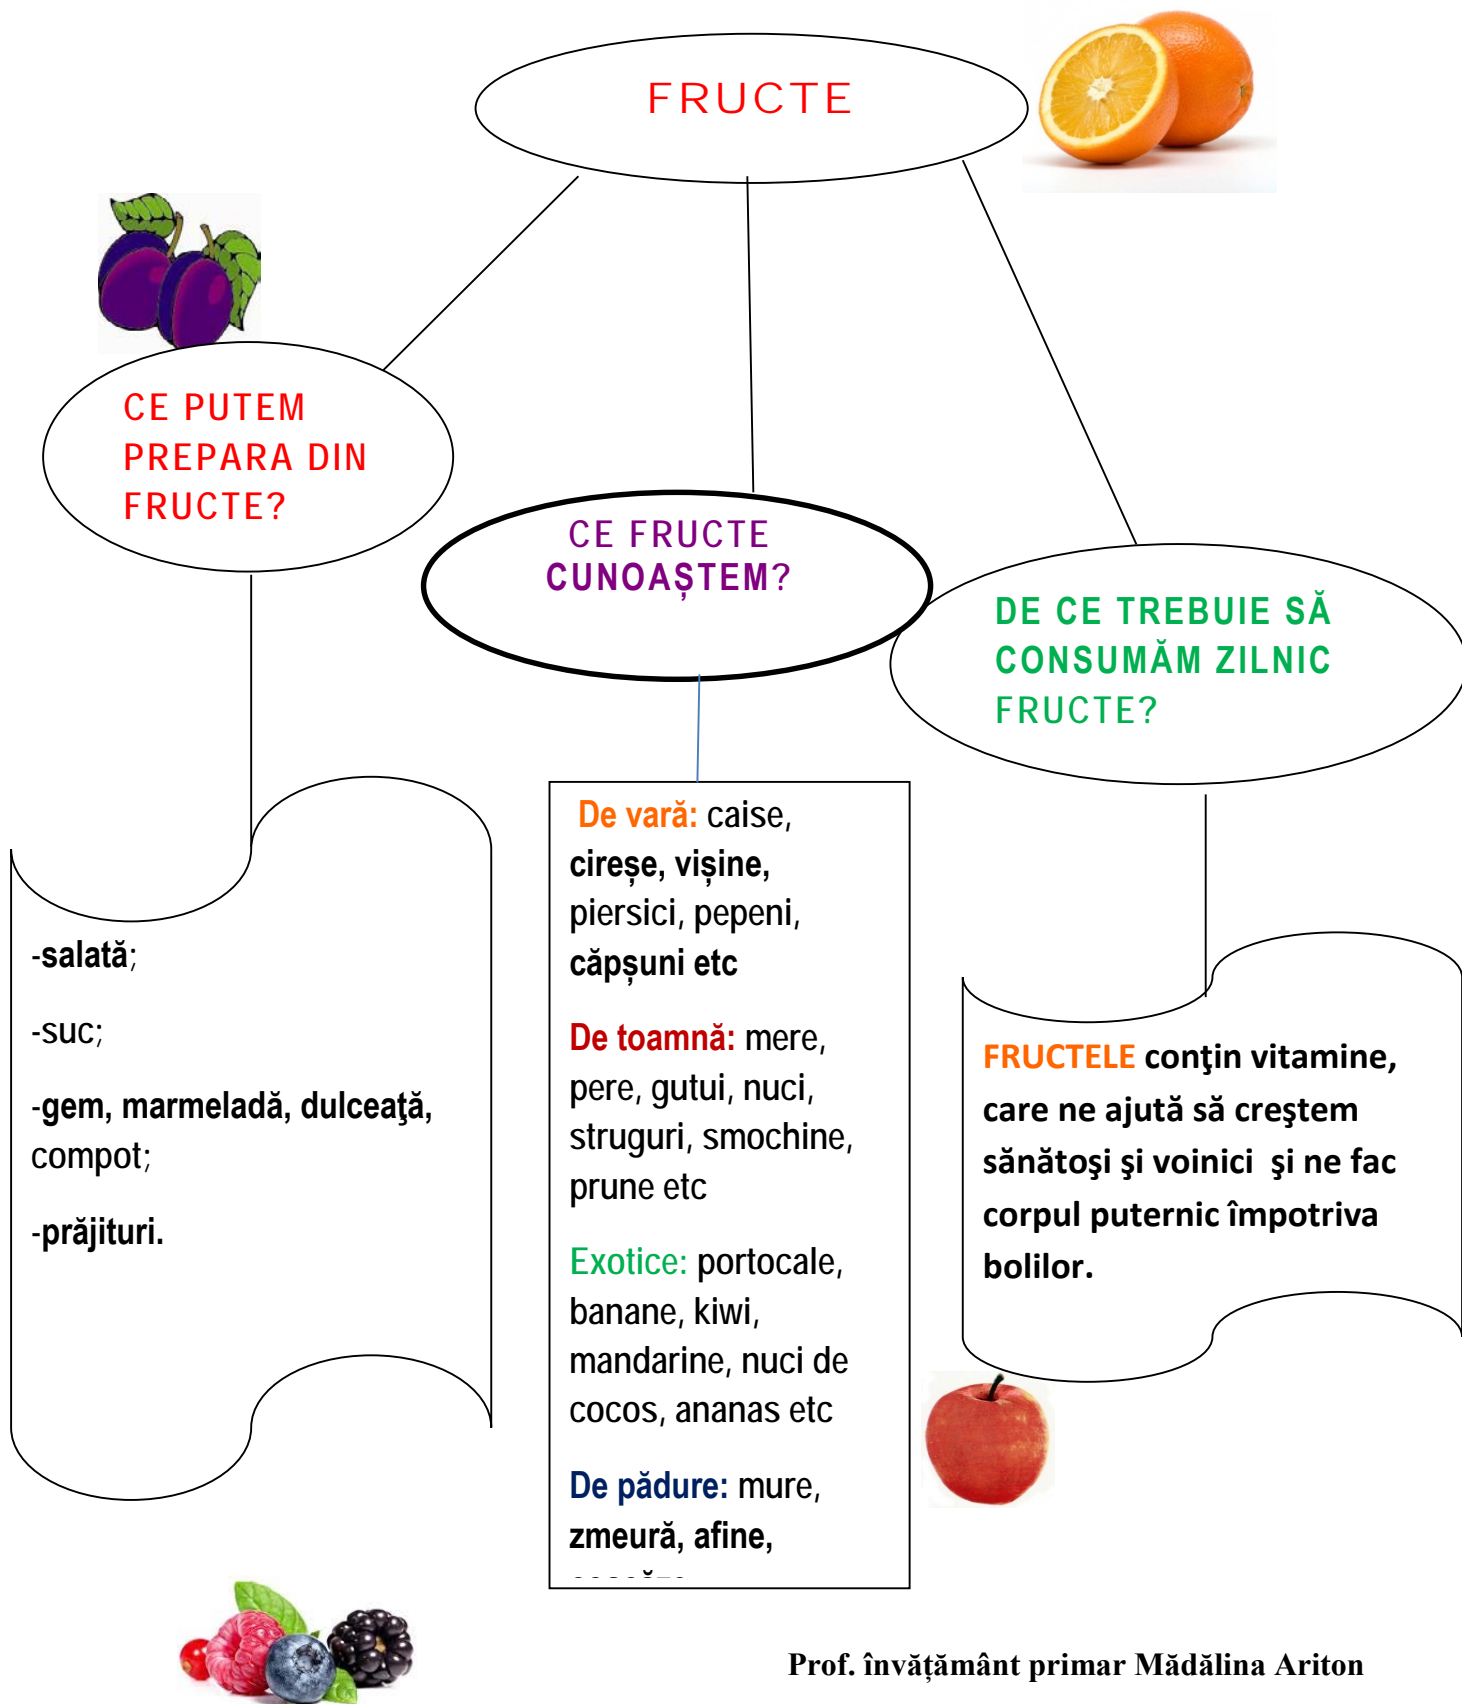 FRUCTE
CE PUTEM
PREPARA DIN
FRUCTE?
CE FRUCTE
CUNOAȘTEM?
DE CE TREBUIE SĂ
CONSUMĂM ZILNIC
FRUCTE?
-salată;
-suc;
-gem, marmeladă, dulceaţă,
compot;
-prăjituri.
De vară: caise,
cireșe, vișine,
piersici, pepeni,
căpșuni etc
De toamnă: mere,
pere, gutui, nuci,
struguri, smochine,
prune etc
Exotice: portocale,
banane, kiwi,
mandarine, nuci de
cocos, ananas etc
De pădure: mure,
zmeură, afine,
FRUCTELE conţin vitamine,
care ne ajută să creştem
sănătoşi şi voinici  şi ne fac
corpul puternic împotriva
bolilor.
Prof. învățământ primar Mădălina Ariton